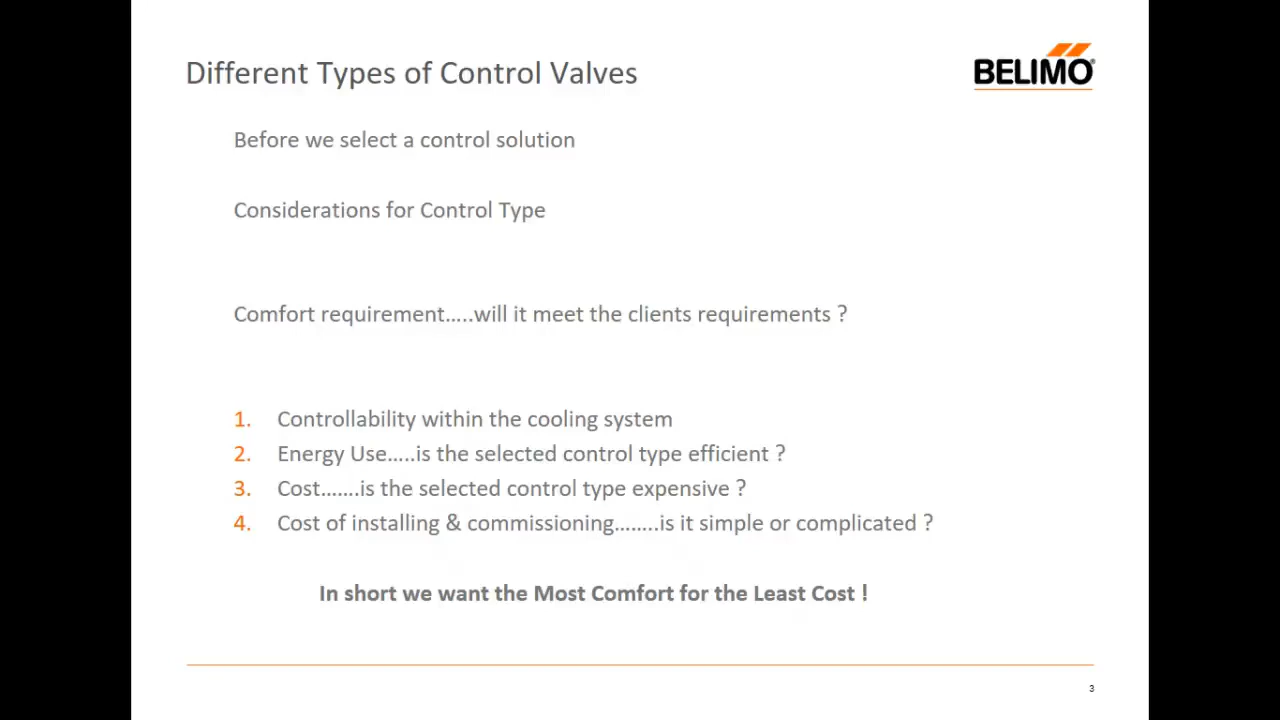 Different Types of Control Valves
BELIMO®
Before we select a control solution
Considerations for Control Type
Comfort requirement…..will it meet the clients requirements ?
1. Controllability within the cooling system
2. Energy Use…..is the selected control type efficient ?
3. Cost…….is the selected control type expensive ?
4. Cost of installing & commissioning……..is it simple or complicated ?
In short we want the Most Comfort for the Least Cost !
3